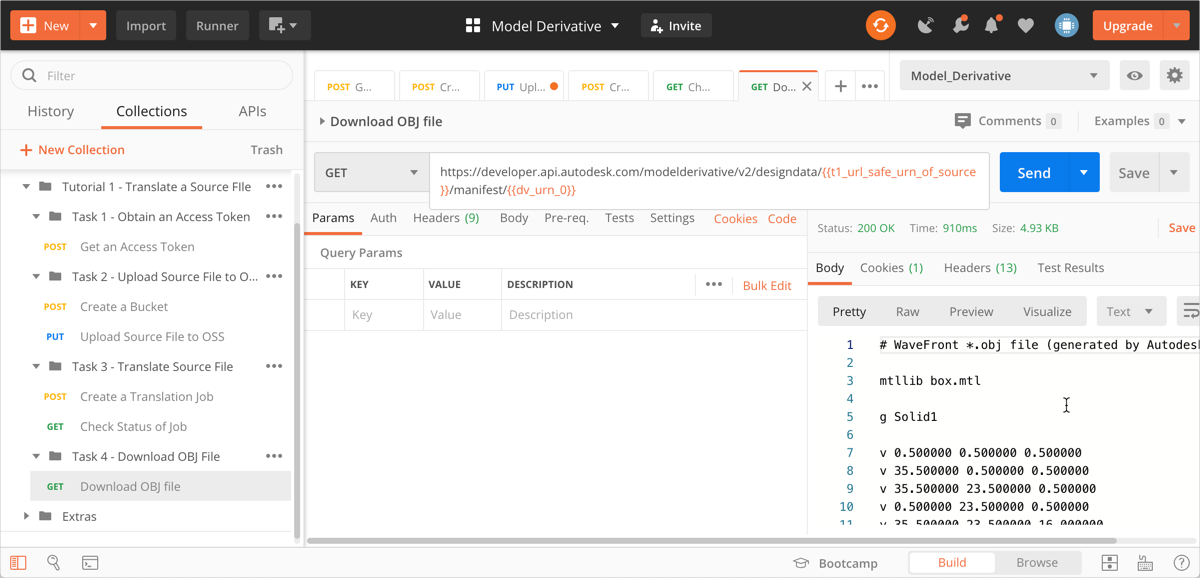 New
Import
Runner
Model Derivative
Invite
Upgrade
Filter
History
Collections
APIs
New Collection
Trash
Tutorial 1 - Translate a Source FIle
Task 1 - Obtain an Access Token
POST Get an Access Token
Task 2 - Upload Source File to O...
POST Create a Bucket
PUT Upload Source File to OSS
Task 3 - Translate Source File
POST Create a Translation Job
GET Check Status of Job
Task 4 - Download OBJ File
GET Download OBJ file
Extras
POST G...
POST Cr...
PUT Upl...
POST Cr...
GET Ch...
GET Do...
Model_Derivative
Download OBJ file
Comments 0
Examples 0
GET
https://developer.api.autodesk.com/modelderivative/v2/designdata/{{t1_url_safe_urn_of_source
}}/manifest/{{dv_urn_0}}
Send
Save
Params
Auth
Headers (9)
Body
Pre-req.
Tests
Settings
Cookies
Code
Query Params
KEY
VALUE
DESCRIPTION
Bulk Edit
Key
Value
Description
Status: 200 OK
Time: 910ms
Size: 4.93 KB
Save
Body
Cookies (1)
Headers (13)
Test Results
Pretty
Raw
Preview
Visualize
Text
1 # WaveFront *.obj file (generated by Autodes
2
3 mtllib box.mtl
4
5 g Solid1
6
7 v 0.500000 0.500000 0.500000
8 v 35.500000 0.500000 0.500000
9 v 35.500000 23.500000 0.500000
10 v 0.500000 23.500000 0.500000
11 v 35.500000 23.500000 16.000000
Bootcamp
Build
Browse